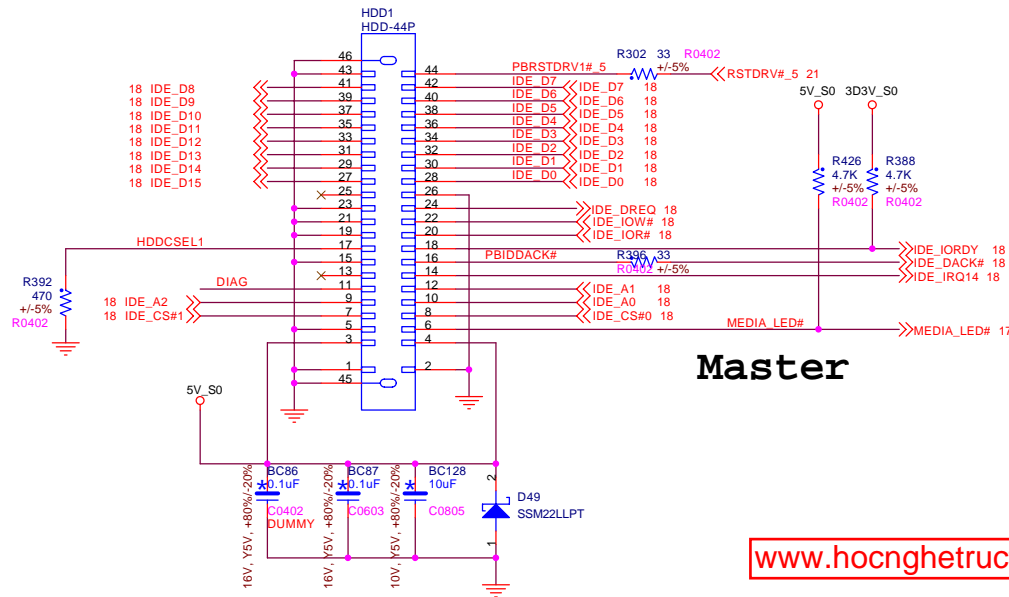 HDD1
HDD-44P
46
43
41
39
37
35
33
31
29
27
25
23
21
19
17
15
13
11
9
7
5
3
1
45
44
42
40
38
36
34
32
30
28
26
24
22
20
18
16
14
12
10
8
6
4
2
18 IDE_D8
18 IDE_D9
18 IDE_D10
18 IDE_D11
18 IDE_D12
18 IDE_D13
18 IDE_D14
18 IDE_D15
HDDCSEL1
R392
470
+/-5%
R0402
DIAG
18 IDE_A2
18 IDE_CS#1
PBRSTDRV1#_5
R302 33 R0402
+/-5%
RSTDRV#_5 21
IDE_D7
IDE_D6
IDE_D5
IDE_D4
IDE_D3
IDE_D2
IDE_D1
IDE_D0
IDE_D7 18
IDE_D6 18
IDE_D5 18
IDE_D4 18
IDE_D3 18
IDE_D2 18
IDE_D1 18
IDE_D0 18
5V_S0 3D3V_S0
R426
4.7K
+/-5%
R0402
R388
4.7K
+/-5%
R0402
IDE_DREQ 18
IDE_IOW# 18
IDE_IOR# 18
PBIDDACK#
R396 33
R0402 +/-5%
IDE_IORDY 18
IDE_DACK# 18
IDE_IRQ14 18
IDE_A1 18
IDE_A0 18
IDE_CS#0 18
MEDIA_LED#
MEDIA_LED# 17
Master
5V_S0
BC86
0.1uF
C0402
DUMMY
16V, Y5V, +80%/-20%
BC87
0.1uF
C0603
16V, Y5V, +80%/-20%
BC128
10uF
C0805
10V, Y5V, +80%/-20%
2
D49
SSM22LLPT
1
www.hocnghetruc